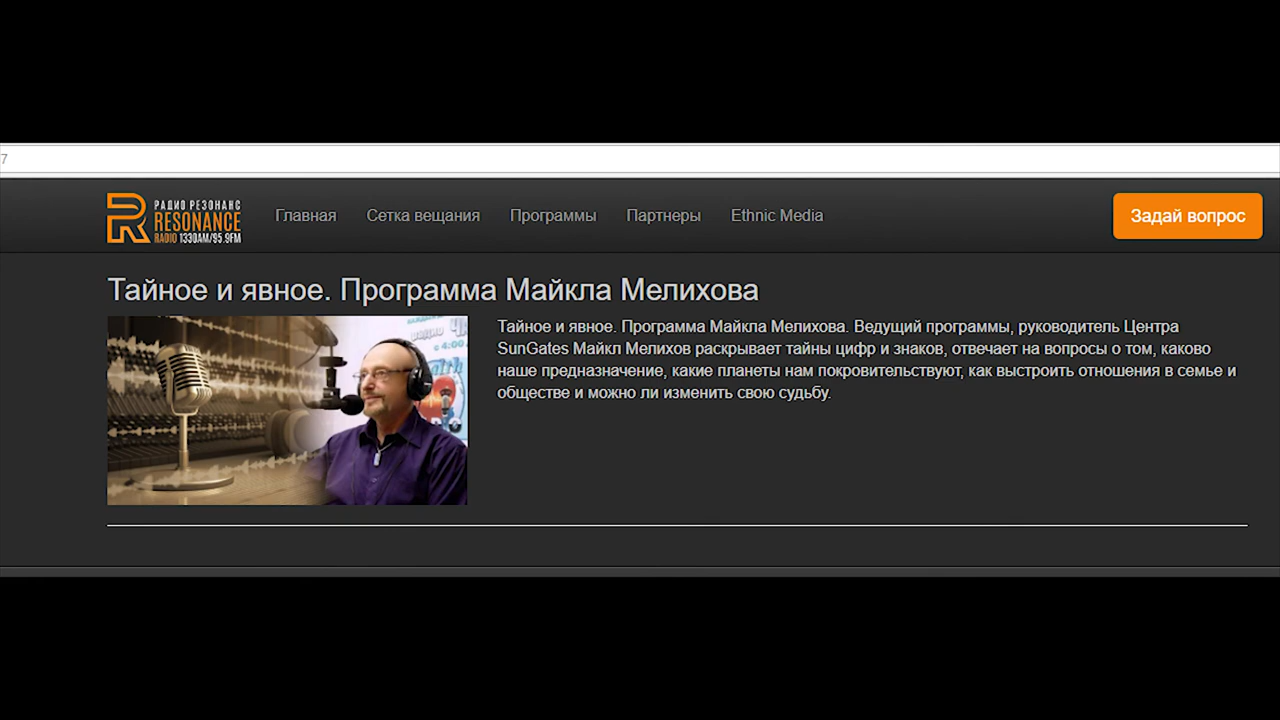 7
РАДИО РЕЗОНАНС
RESONANCE
RADIO 1330AM/95.9FM
Главная Сетка вещания Программы Партнеры Ethnic Media
Задай вопрос
Тайное и явное. Программа Майкла Мелихова
Тайное и явное. Программа Майкла Мелихова. Ведущий программы, руководитель Центра
SunGates Майкл Мелихов раскрывает тайны цифр и знаков, отвечает на вопросы о том, каково
наше предназначение, какие планеты нам покровительствуют, как выстроить отношения в семье и
обществе и можно ли изменить свою судьбу.
с 4:00